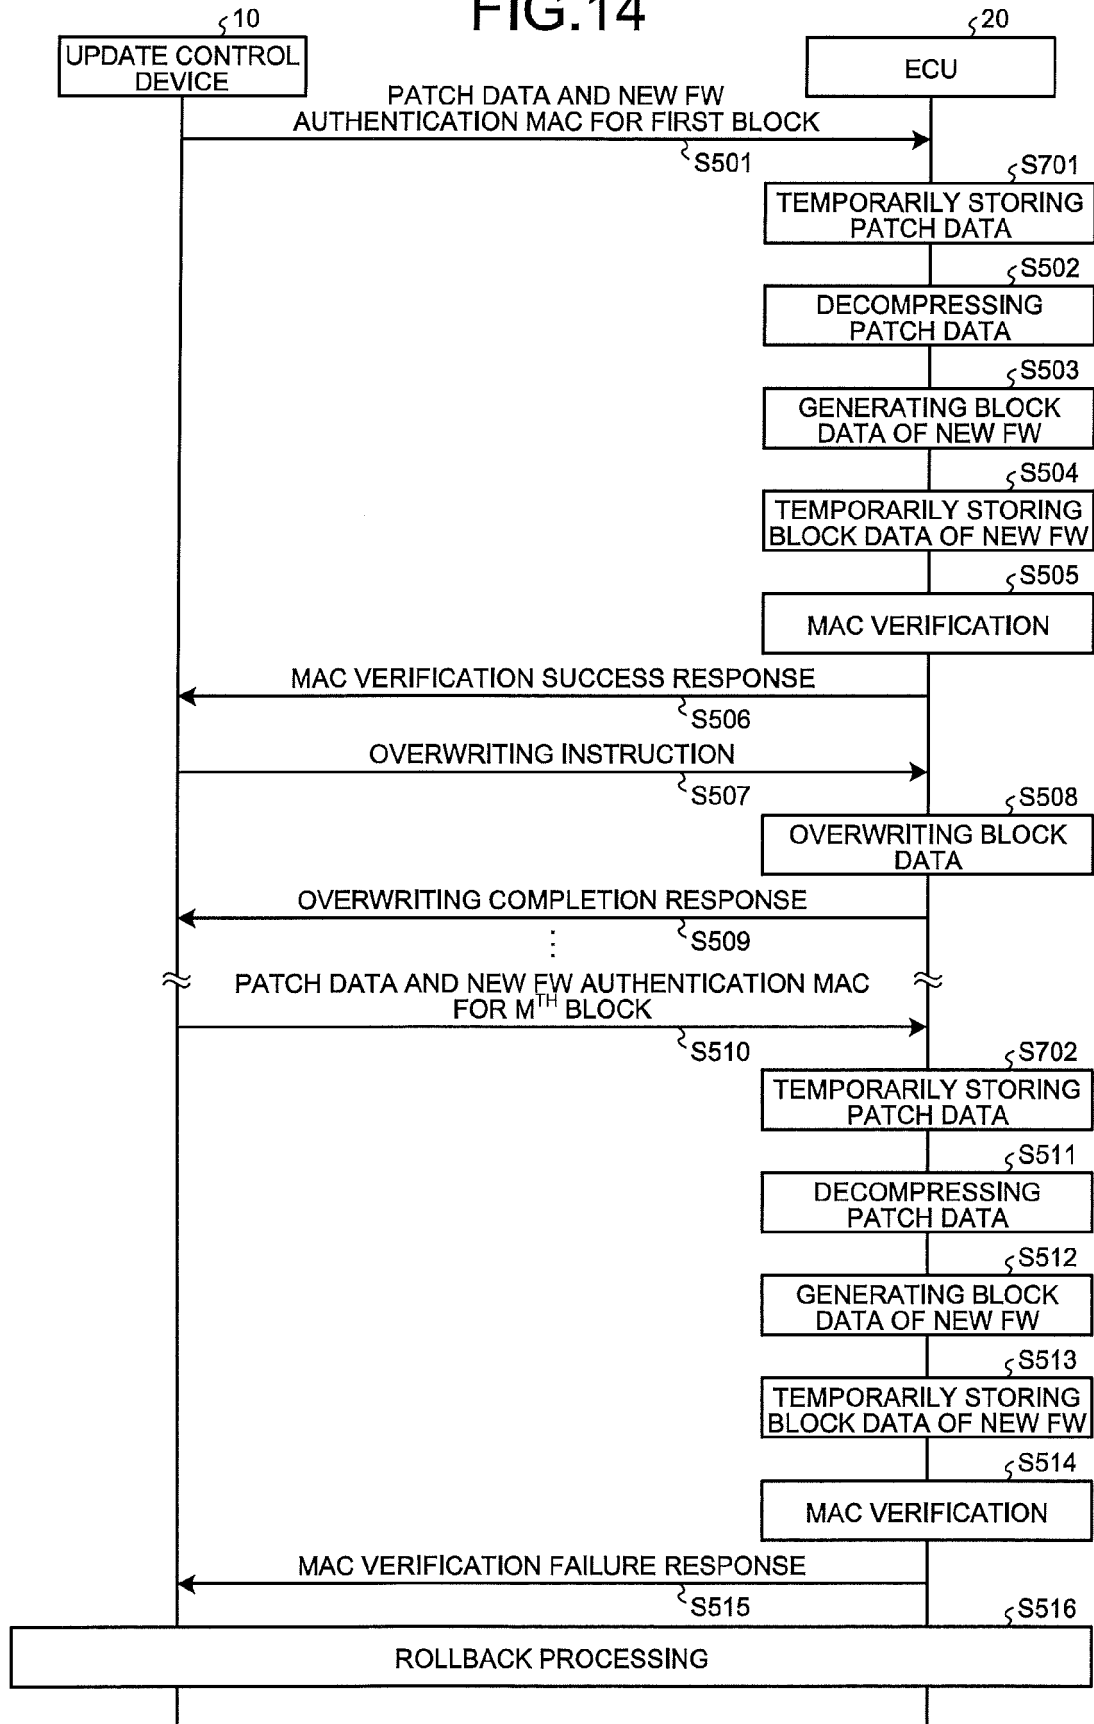 FIG.14
10
20
UPDATE CONTROL
DEVICE
ECU
PATCH DATA AND NEW FW
AUTHENTICATION MAC FOR FIRST BLOCK
S501
S701
TEMPORARILY STORING
PATCH DATA
S502
DECOMPRESSING
PATCH DATA
S503
GENERATING BLOCK
DATA OF NEW FW
S504
TEMPORARILY STORING
BLOCK DATA OF NEW FW
S505
MAC VERIFICATION
MAC VERIFICATION SUCCESS RESPONSE
S506
OVERWRITING INSTRUCTION
S507
S508
OVERWRITING BLOCK
DATA
OVERWRITING COMPLETION RESPONSE
S509
PATCH DATA AND NEW FW AUTHENTICATION MAC
FOR MTH BLOCK
S510
S702
TEMPORARILY STORING
PATCH DATA
S511
DECOMPRESSING
PATCH DATA
S512
GENERATING BLOCK
DATA OF NEW FW
S513
TEMPORARILY STORING
BLOCK DATA OF NEW FW
S514
MAC VERIFICATION
MAC VERIFICATION FAILURE RESPONSE
S515
S516
ROLLBACK PROCESSING